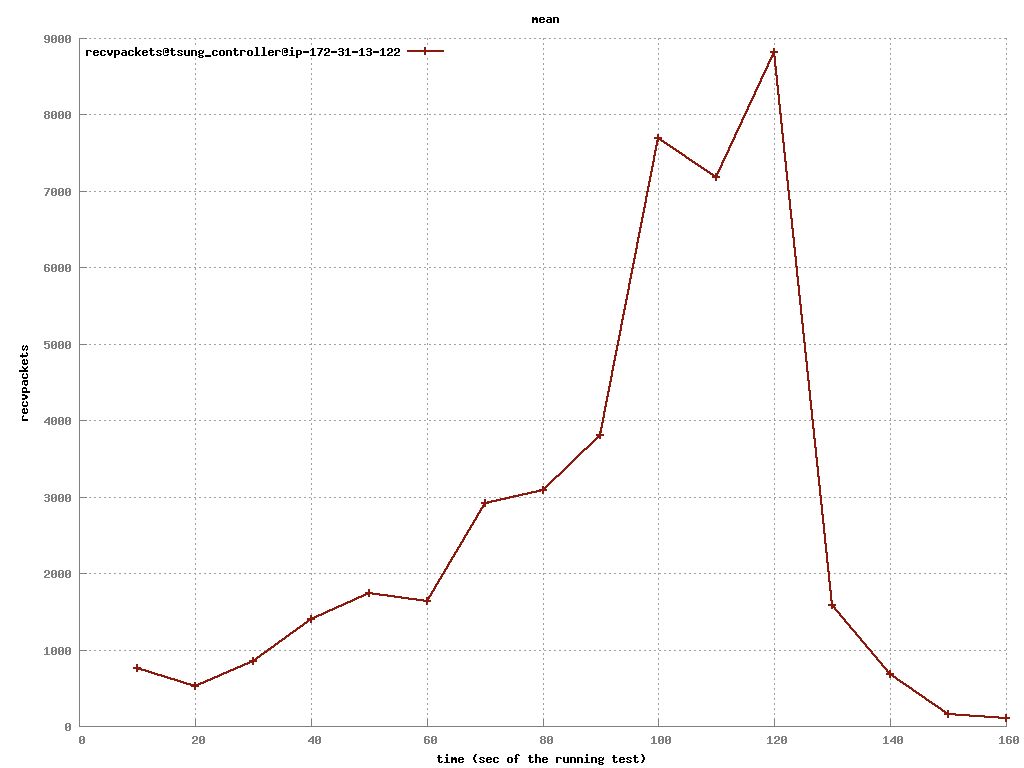 mean
9000
recvpackets@tsung_controller@ip-172-31-13-122
8000
7000
6000
5000
recvpackets
4000
3000
2000
1000
0
0 20 40 60 80 100 120 140 160
time (sec of the running test)